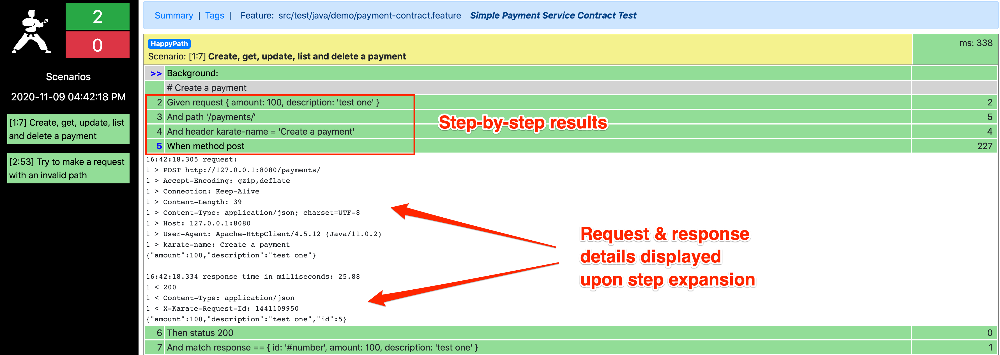 2
0
Scenarios
2020-11-09 04:42:18 PM
[1:7] Create, get, update, list
and delete a payment
[2:53] Try to make a request
with an invalid path
Summary | Tags | Feature: src/test/java/demo/payment-contract.feature Simple Payment Service Contract Test
HappyPath
ms: 338
Scenario: [1:7] Create, get, update, list and delete a payment
>> Background:
# Create a payment
2 Given request { amount: 100, description: 'test one' } 2
3 And path '/payments/' 5
Step-by-step results
4 And header karate-name = 'Create a payment' 4
5 When method post 227
16:42:18.305 request:
1 > POST http://127.0.0.1:8080/payments/
1 > Accept-Encoding: gzip,deflate
1 > Connection: Keep-Alive
1 > Content-Length: 39
1 > Content-Type: application/json; charset=UTF-8
1 > Host: 127.0.0.1:8080
1 > User-Agent: Apache-HttpClient/4.5.12 (Java/11.0.2)
1 > karate-name: Create a payment
{"amount":100,"description":"test one"}
Request & response
details displayed
upon step expansion
16:42:18.334 response time in milliseconds: 25.88
1 < 200
1 < Content-Type: application/json
1 < X-Karate-Request-Id: 1441109950
{"amount":100,"description":"test one","id":5}
6 Then status 200 0
7 And match response == { id: '#number', amount: 100, description: 'test one' } 1